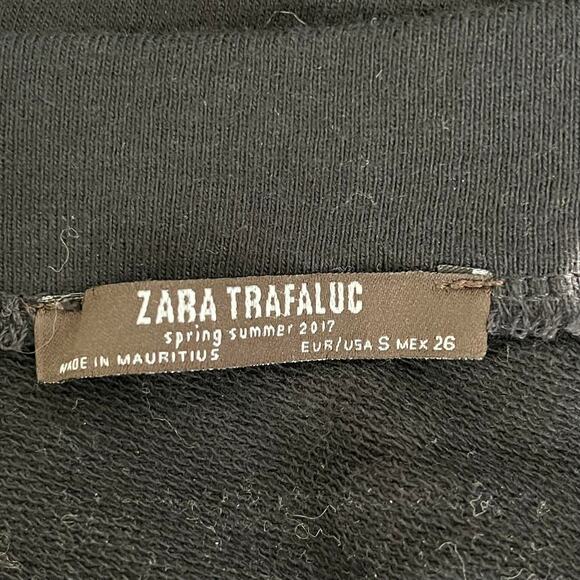 ZARA TRAFALUC
spring summer 2017
MADE IN MAURITIUS EUR/USA S MEX 26